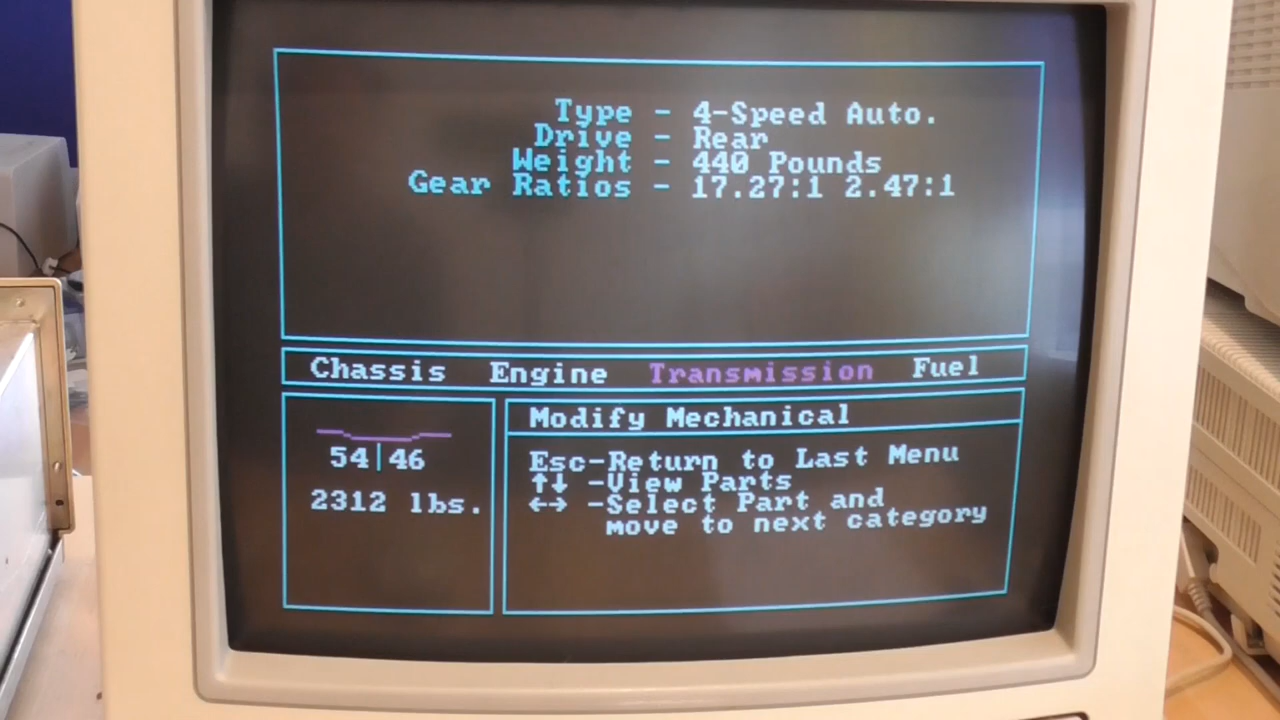 Type - 4-Speed Auto.
Drive - Rear
Weight - 440 Pounds
Gear Ratios - 17.27:1 2.47:1
Chassis Engine Transmission Fuel
54|46
2312 lbs.
Modify Mechanical
Esc-Return to Last Menu
↑↓ -View Parts
←→ -Select Part and
move to next category